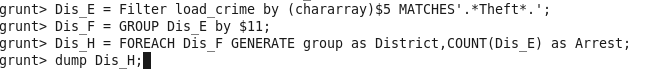 grunt> Dis_E = Filter load_crime by (chararray)$5 MATCHES'.*Theft*.';
grunt> Dis_F = GROUP Dis_E by $11;
grunt> Dis_H = FOREACH Dis_F GENERATE group as District,COUNT(Dis_E) as Arrest;
grunt> dump Dis_H;